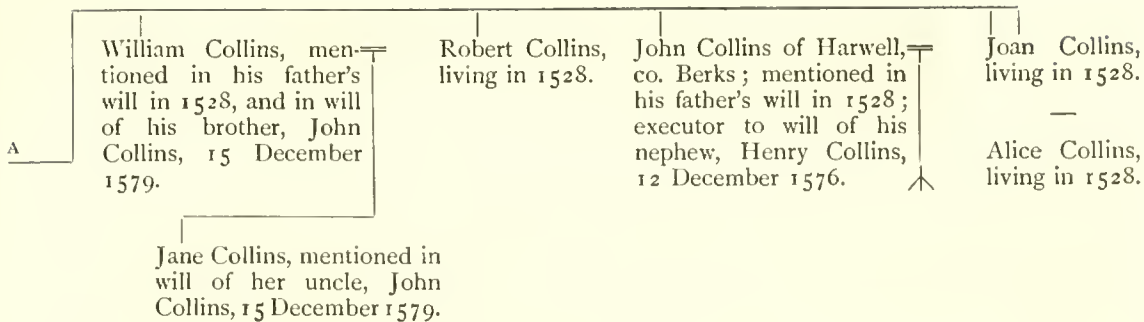 A
William Collins, men-
tioned in his father's
will in 1528, and in will
of his brother, John
Collins, 15 December
1579.
Robert Collins,
living in 1528.
John Collins of Harwell,
co. Berks; mentioned in
his father's will in 1528;
executor to will of his
nephew, Henry Collins,
12 December 1576.
Joan Collins,
living in 1528.
—
Alice Collins,
living in 1528.
Jane Collins, mentioned in
will of her uncle, John
Collins, 15 December 1579.